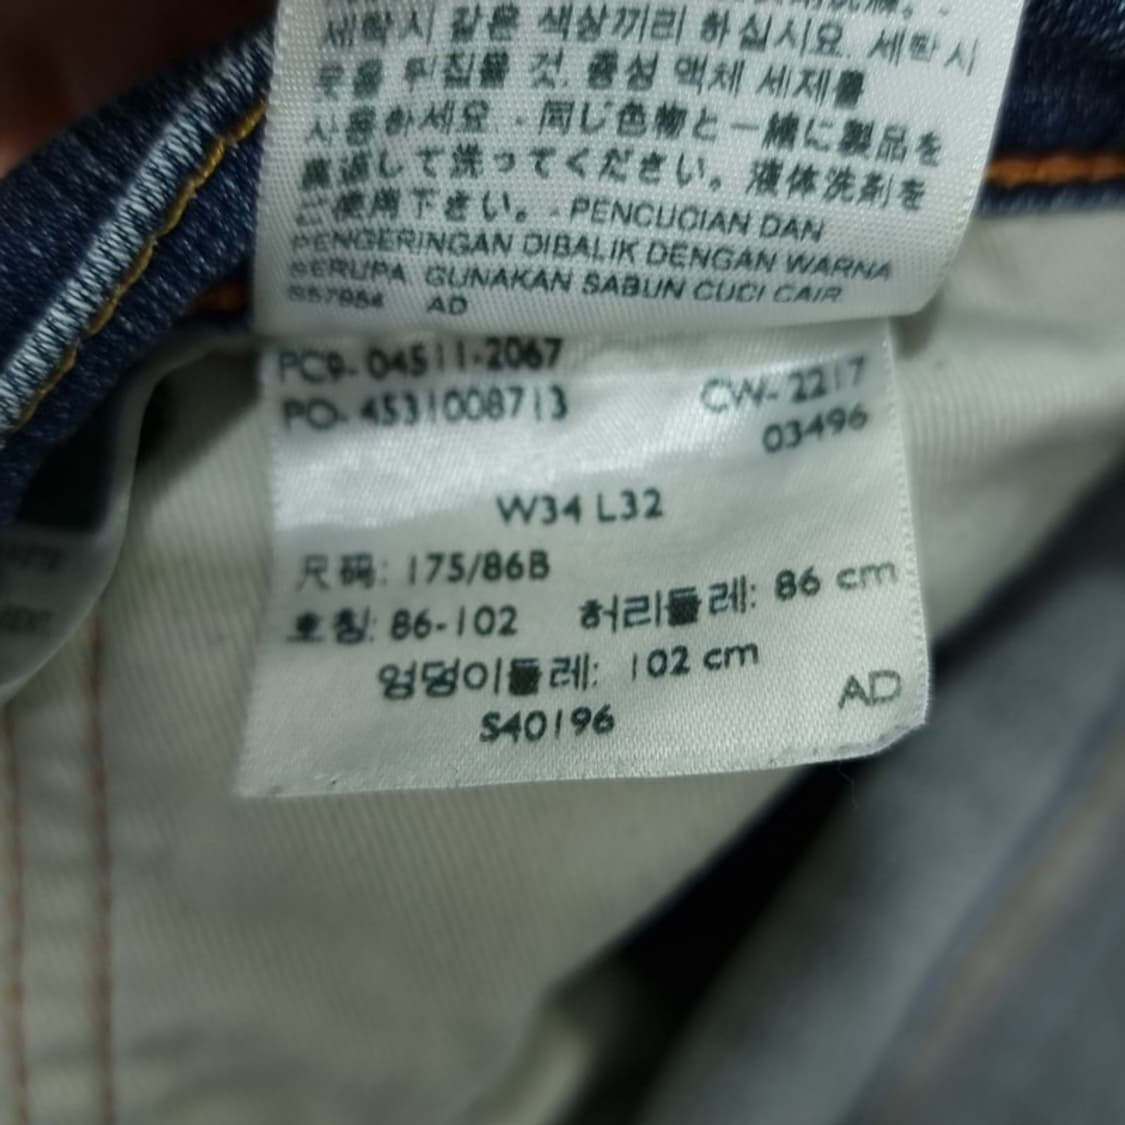 세탁시 같은 색상끼리 하십시요. 세탁시
옷을 뒤집을 것. 중성 액체 세제를
사용하세요. - 同じ色物と一緒に製品を
裏返して洗ってください。液体洗剤を
ご使用下さい。 - PENCUCIAN DAN
PENGERINGAN DIBALIK DENGAN WARNA
SERUPA. GUNAKAN SABUN CUCI CAIR
AD
PC9- 04511-2067
PO- 4531008713
CW- 2217
03496
W34 L32
尺码: 175/86B
호칭: 86-102 허리둘레: 86 cm
엉덩이둘레: 102 cm
S40196
AD